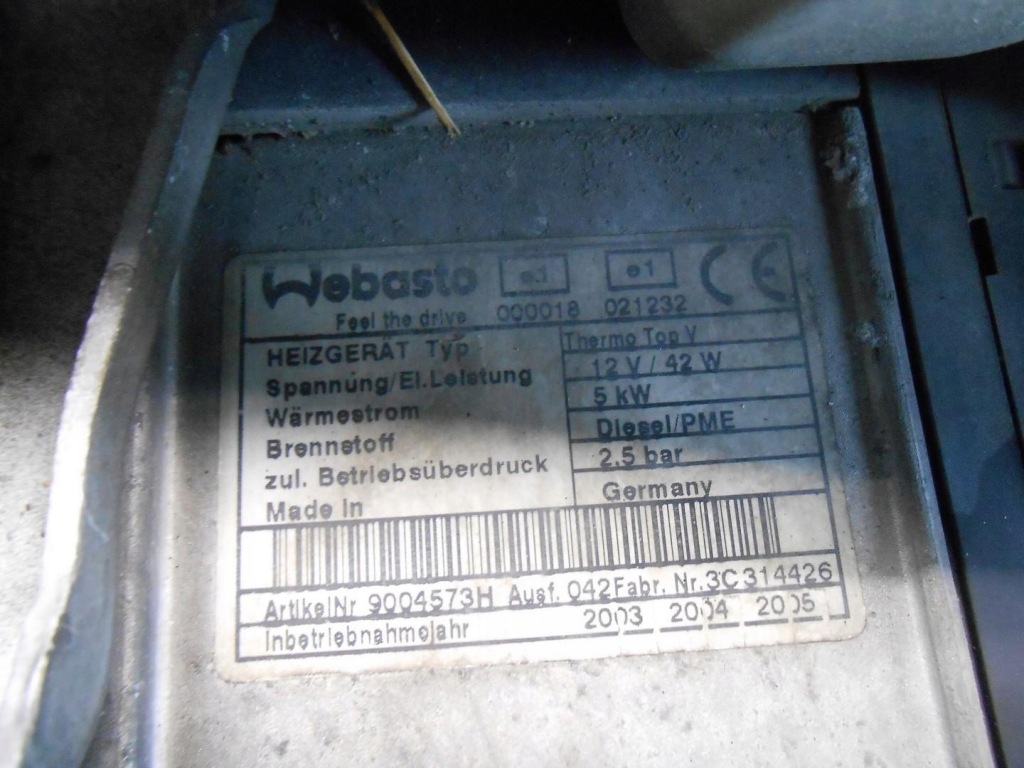 Webasto e1 e1 CE
Feel the drive 000018 021232
HEIZGERÄT Typ Thermo Top V
Spannung/El.Leistung 12 V / 42 W
Wärmestrom 5 kW
Brennstoff Diesel/PME
zul. Betriebsüberdruck 2,5 bar
Made in Germany
ArtikelNr 9004573H Ausf. 042 Fabr. Nr. 3C 314426
Inbetriebnahmejahr 2003 2004 2005